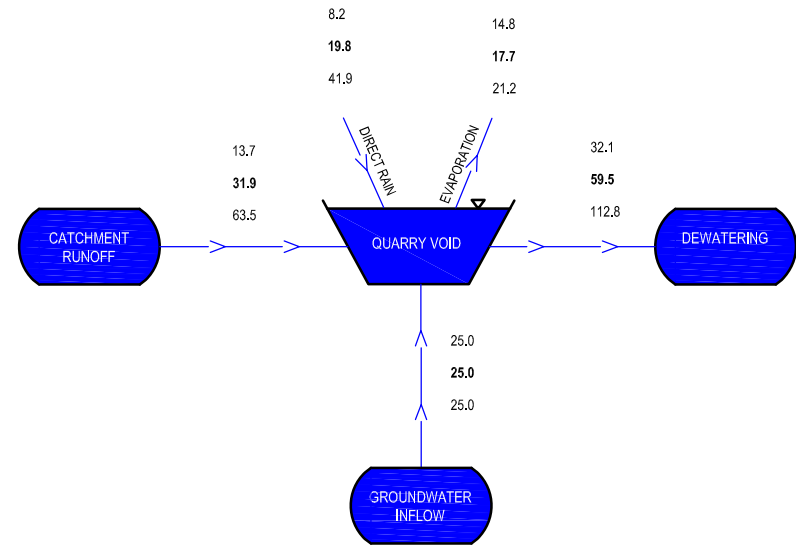 8.2
19.8
41.9
14.8
17.7
21.2
DIRECT RAIN
EVAPORATION
13.7
31.9
63.5
32.1
59.5
112.8
CATCHMENT
RUNOFF
QUARRY VOID
DEWATERING
25.0
25.0
25.0
GROUNDWATER
INFLOW